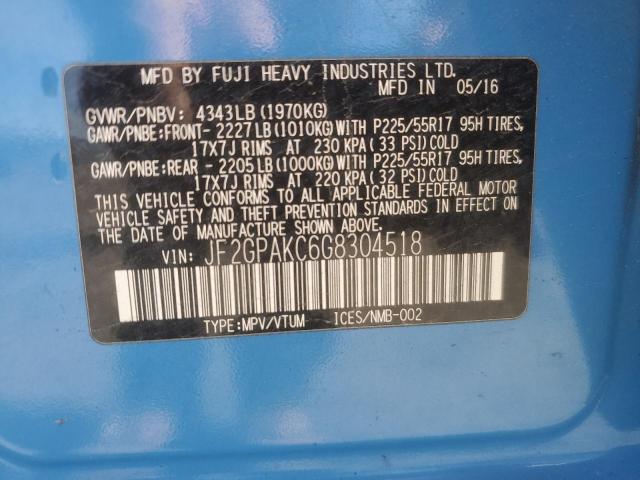 MFD BY FUJI HEAVY INDUSTRIES LTD.
MFD IN 05/16
GVWR/PNBV: 4343LB(1970KG)
GAWR/PNBE:FRONT-2227LB(1010KG)WITH P225/55R17 95H TIRES,
17X7J RIMS AT 230 KPA( 33 PSI)COLD
GAWR/PNBE:REAR -2205LB(1000KG)WITH P225/55R17 95H TIRES,
17X7J RIMS AT 220 KPA( 32 PSI)COLD
THIS VEHICLE CONFORMS TO ALL APPLICABLE FEDERAL MOTOR
VEHICLE SAFETY AND THEFT PREVENTION STANDARDS IN EFFECT ON
THE DATE OF MANUFACTURE SHOWN ABOVE.
VIN: JF2GPAKC6G8304518
TYPE:MPV/VTUM ICES/NMB-002